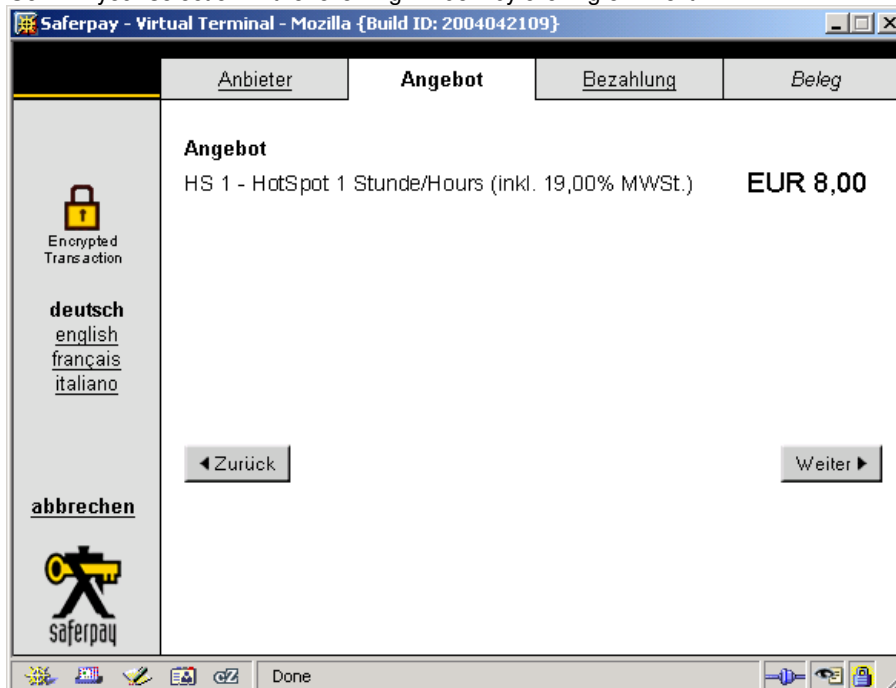 Saferpay - Virtual Terminal - Mozilla {Build ID: 2004042109}
Anbieter Angebot Bezahlung Beleg
Angebot
HS 1 - HotSpot 1 Stunde/Hours (inkl. 19,00% MWSt.) EUR 8,00
Encrypted
Transaction
deutsch
english
français
italiano
Zurück Weiter
abbrechen
saferpay
Done